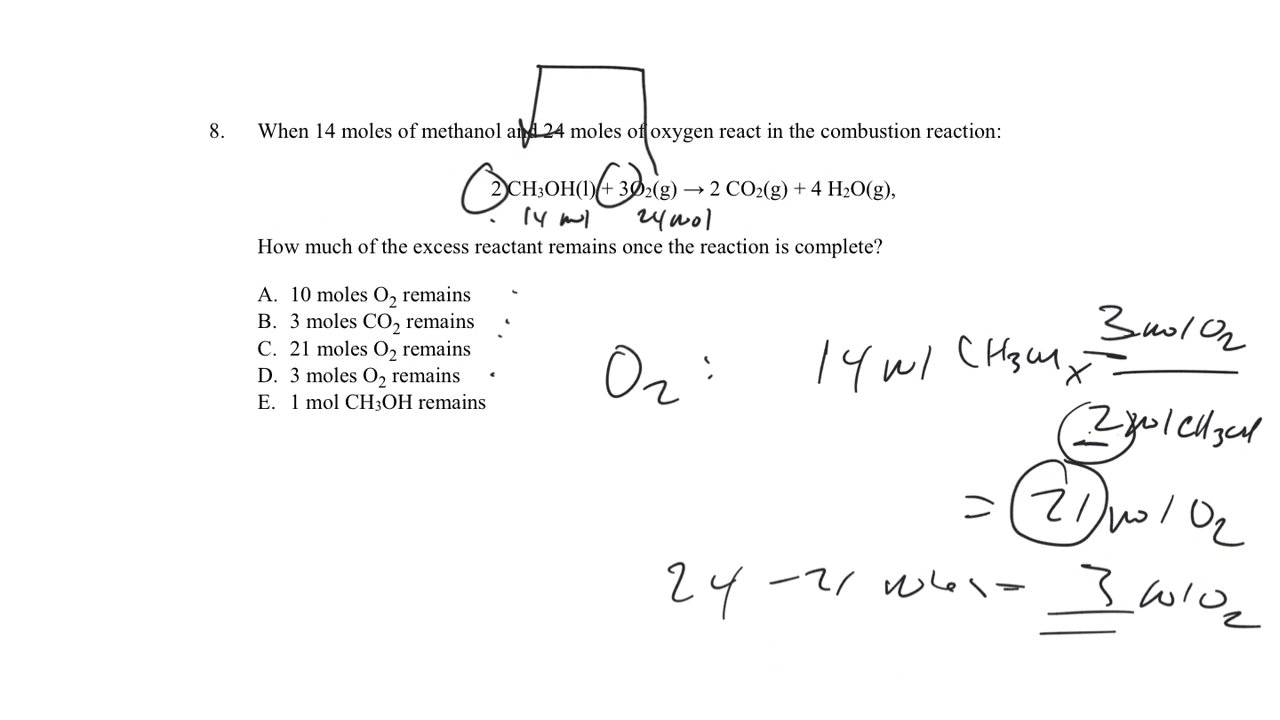 8. When 14 moles of methanol and 24 moles of oxygen react in the combustion reaction:
2 CH₃OH(l) + 3O₂(g) → 2 CO₂(g) + 4 H₂O(g),
14 mol 24 mol
How much of the excess reactant remains once the reaction is complete?
A. 10 moles O₂ remains
B. 3 moles CO₂ remains
C. 21 moles O₂ remains
D. 3 moles O₂ remains
E. 1 mol CH₃OH remains
O₂ : 14 mol CH₃OH x 3 mol O₂
2 mol CH₃OH
= 21 mol O₂
24 - 21 moles = 3 mol O₂